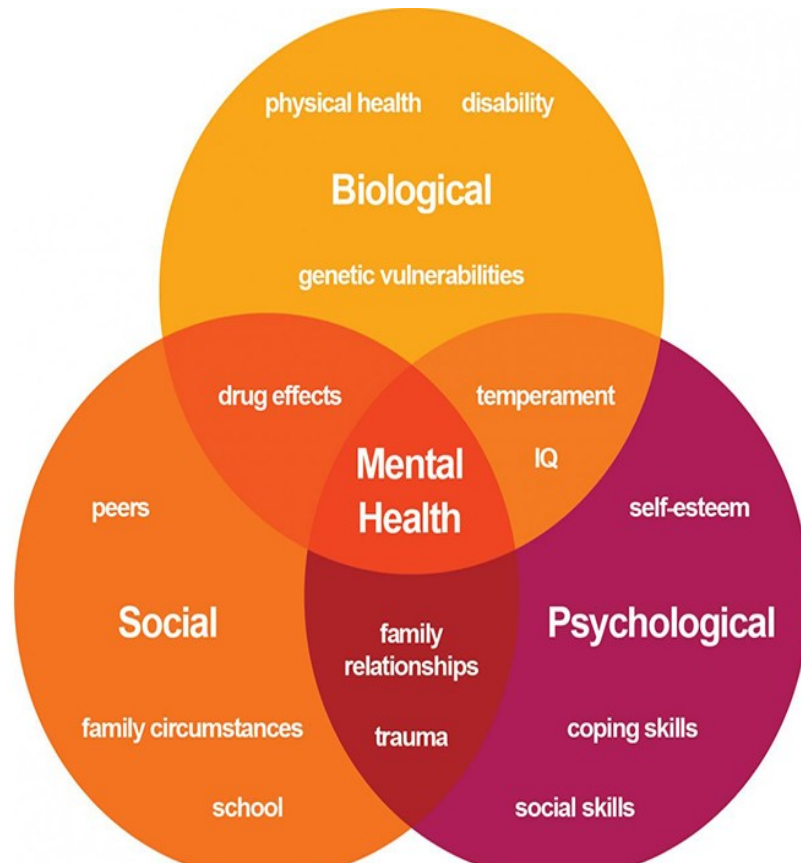 physical health disability
Biological
genetic vulnerabilities
drug effects temperament
Mental
Health
IQ
peers
self-esteem
Social
Psychological
family
relationships
family circumstances
trauma
coping skills
school
social skills